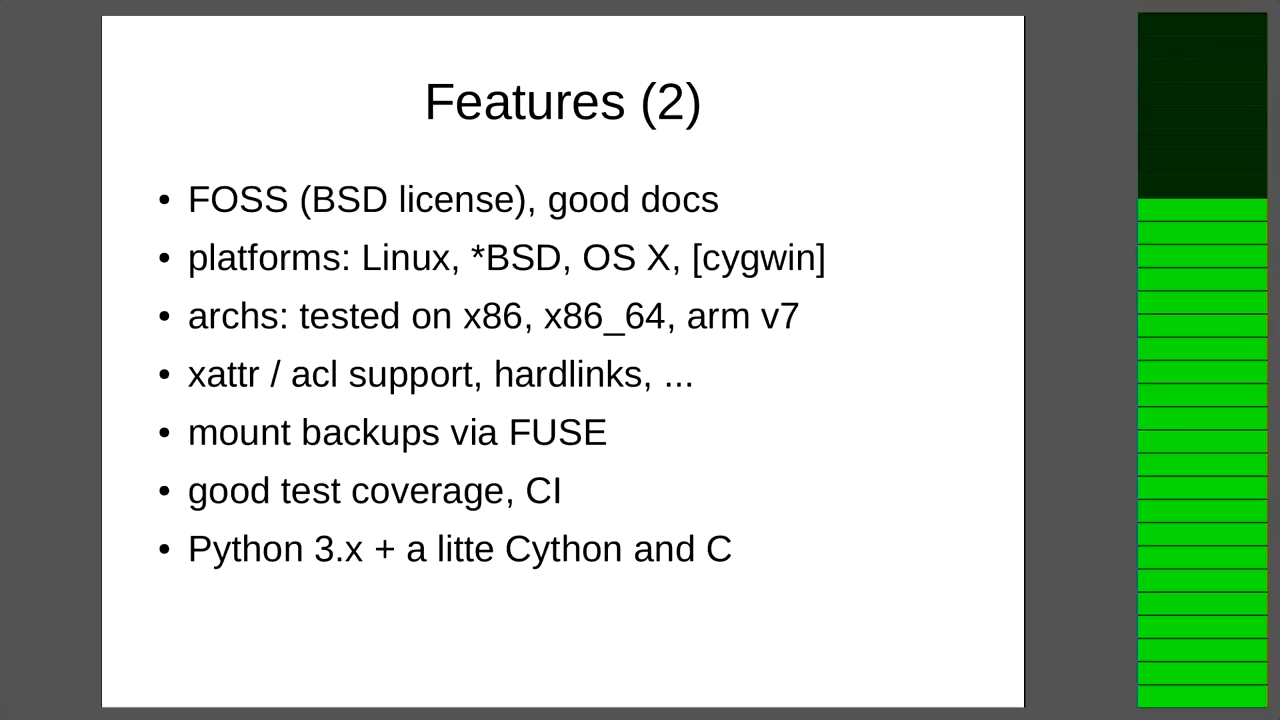 Features (2)
• FOSS (BSD license), good docs
• platforms: Linux, *BSD, OS X, [cygwin]
• archs: tested on x86, x86_64, arm v7
• xattr / acl support, hardlinks, ...
• mount backups via FUSE
• good test coverage, CI
• Python 3.x + a litte Cython and C